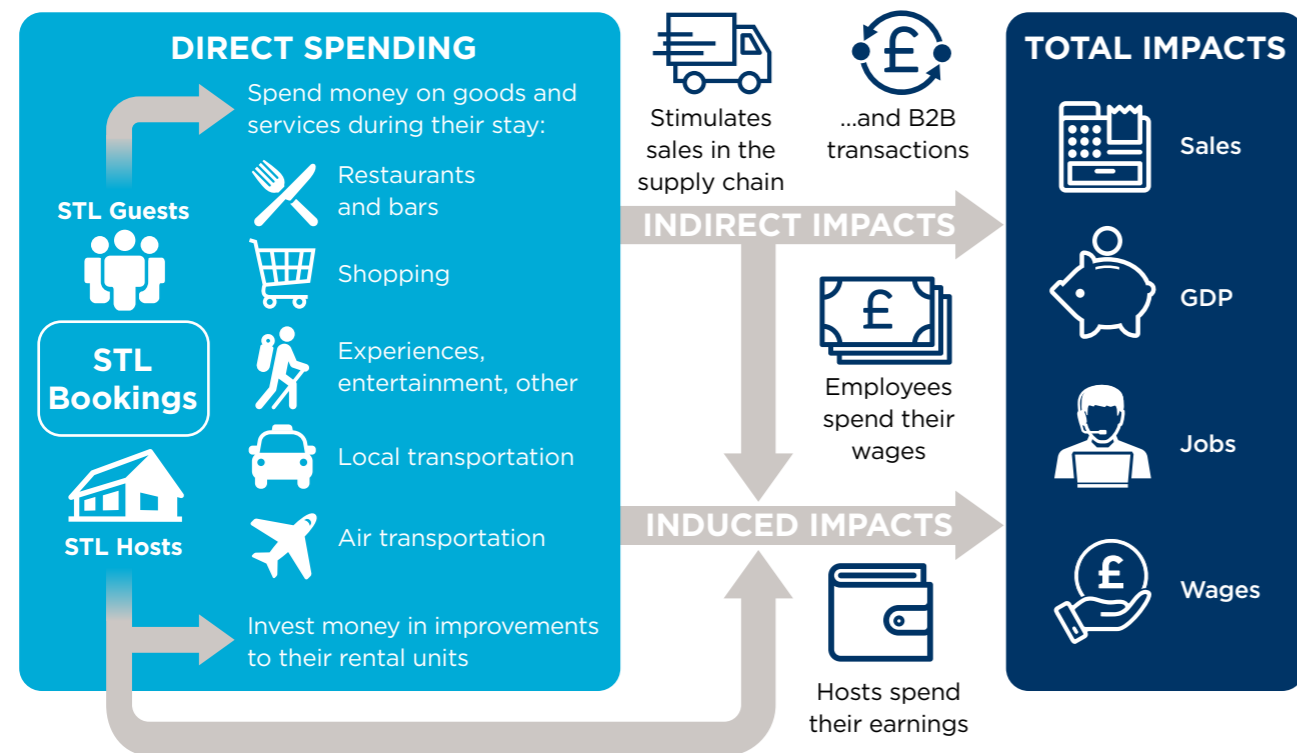 DIRECT SPENDING
Spend money on goods and
services during their stay:
Restaurants
and bars
Shopping
Experiences,
entertainment, other
Local transportation
Air transportation
Invest money in improvements
to their rental units
STL Guests
STL
Bookings
STL Hosts
Stimulates
sales in the
supply chain
...and B2B
transactions
£
INDIRECT IMPACTS
£
Employees
spend their
wages
INDUCED IMPACTS
Hosts spend
their earnings
TOTAL IMPACTS
Sales
GDP
Jobs
£
Wages